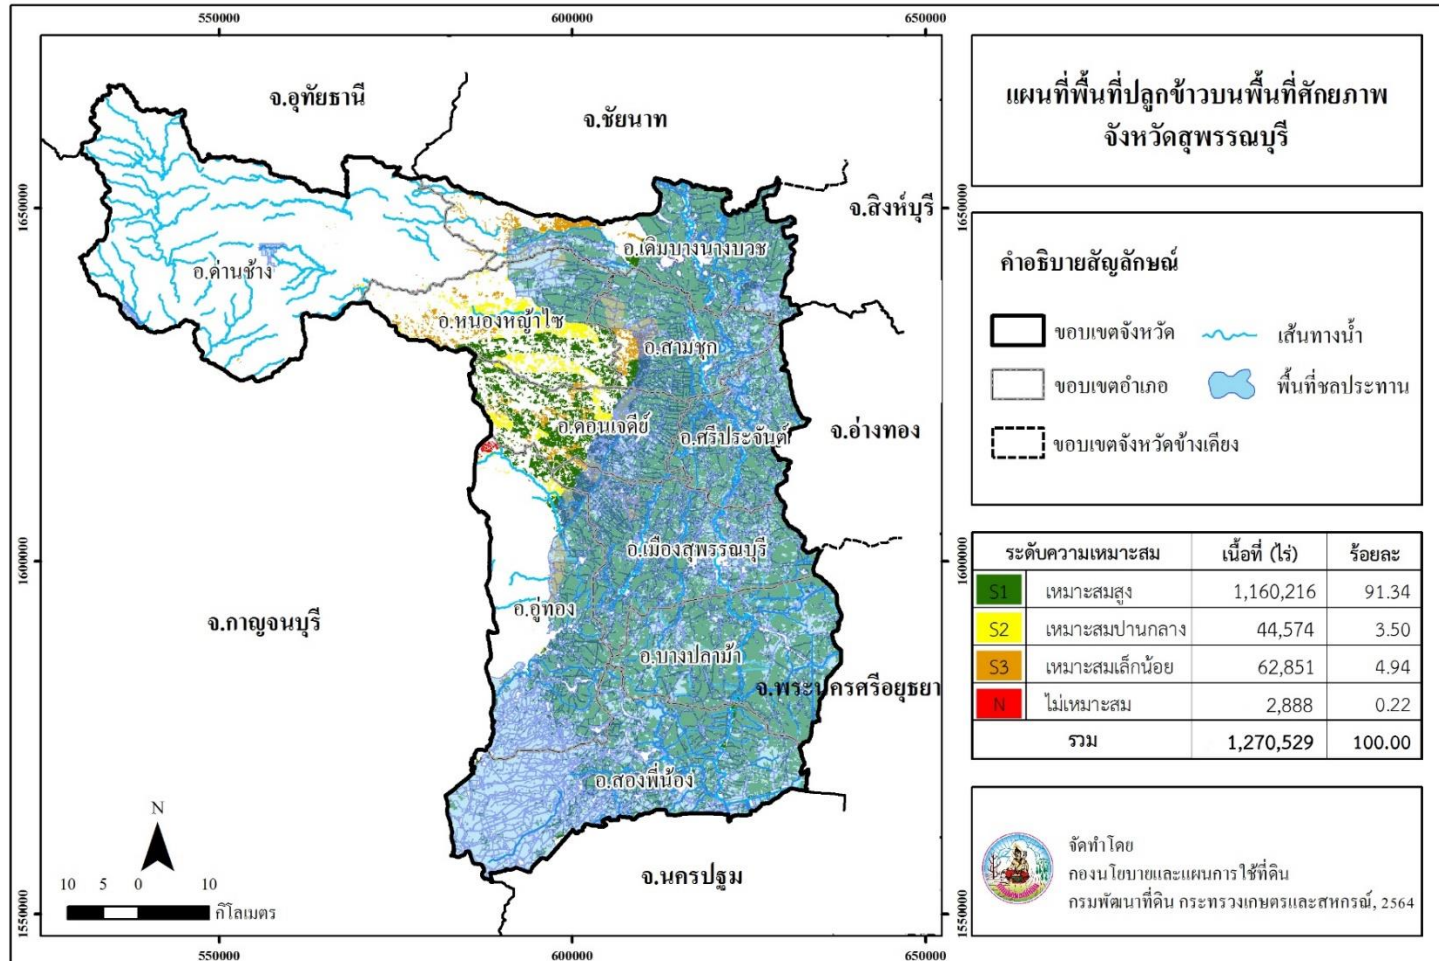 550000
600000
650000
1650000
1600000
1550000
จ.อุทัยธานี
จ.ชัยนาท
จ.สิงห์บุรี
อ.เดิมบางนางบวช
อ.ด่านช้าง
อ.หนองหญ้าไซ
อ.สามชุก
อ.ดอนเจดีย์
อ.ศรีประจันต์
จ.อ่างทอง
อ.เมืองสุพรรณบุรี
อ.อู่ทอง
จ.กาญจนบุรี
อ.บางปลาม้า
จ.พระนครศรีอยุธยา
อ.สองพี่น้อง
จ.นครปฐม
N
10 5 0 10
กิโลเมตร
1650000
1600000
1550000
550000
600000
650000
แผนที่พื้นที่ปลูกข้าวบนพื้นที่ศักยภาพ
จังหวัดสุพรรณบุรี
คำอธิบายสัญลักษณ์
ขอบเขตจังหวัด เส้นทางน้ำ
ขอบเขตอำเภอ พื้นที่ชลประทาน
ขอบเขตจังหวัดข้างเคียง
ระดับความเหมาะสม เนื้อที่ (ไร่) ร้อยละ
S1 เหมาะสมสูง 1,160,216 91.34
S2 เหมาะสมปานกลาง 44,574 3.50
S3 เหมาะสมเล็กน้อย 62,851 4.94
N ไม่เหมาะสม 2,888 0.22
รวม 1,270,529 100.00
จัดทำโดย
กองนโยบายและแผนการใช้ที่ดิน
กรมพัฒนาที่ดิน กระทรวงเกษตรและสหกรณ์, 2564